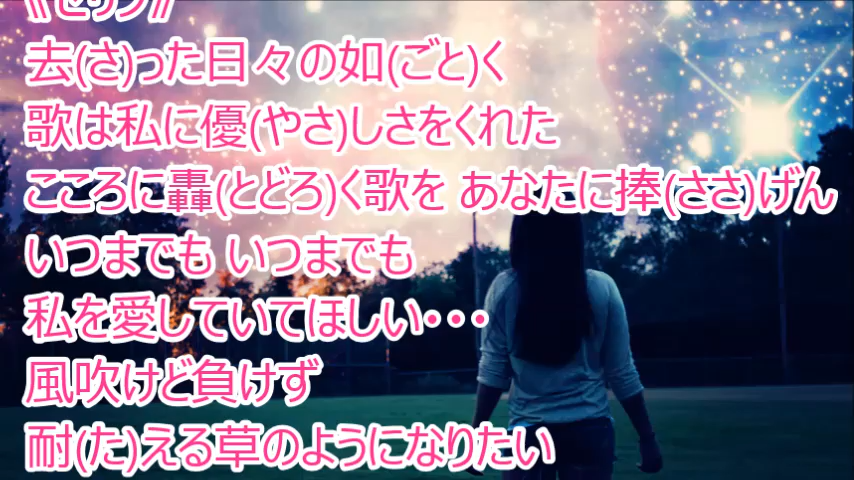 《セリフ》
去(さ)った日々の如(ごと)く
歌は私に優(やさ)しさをくれた
こころに轟(とどろ)く歌を あなたに捧(ささ)げん
いつまでも いつまでも
私を愛していてほしい・・・
風吹けど負けず
耐(た)える草のようになりたい